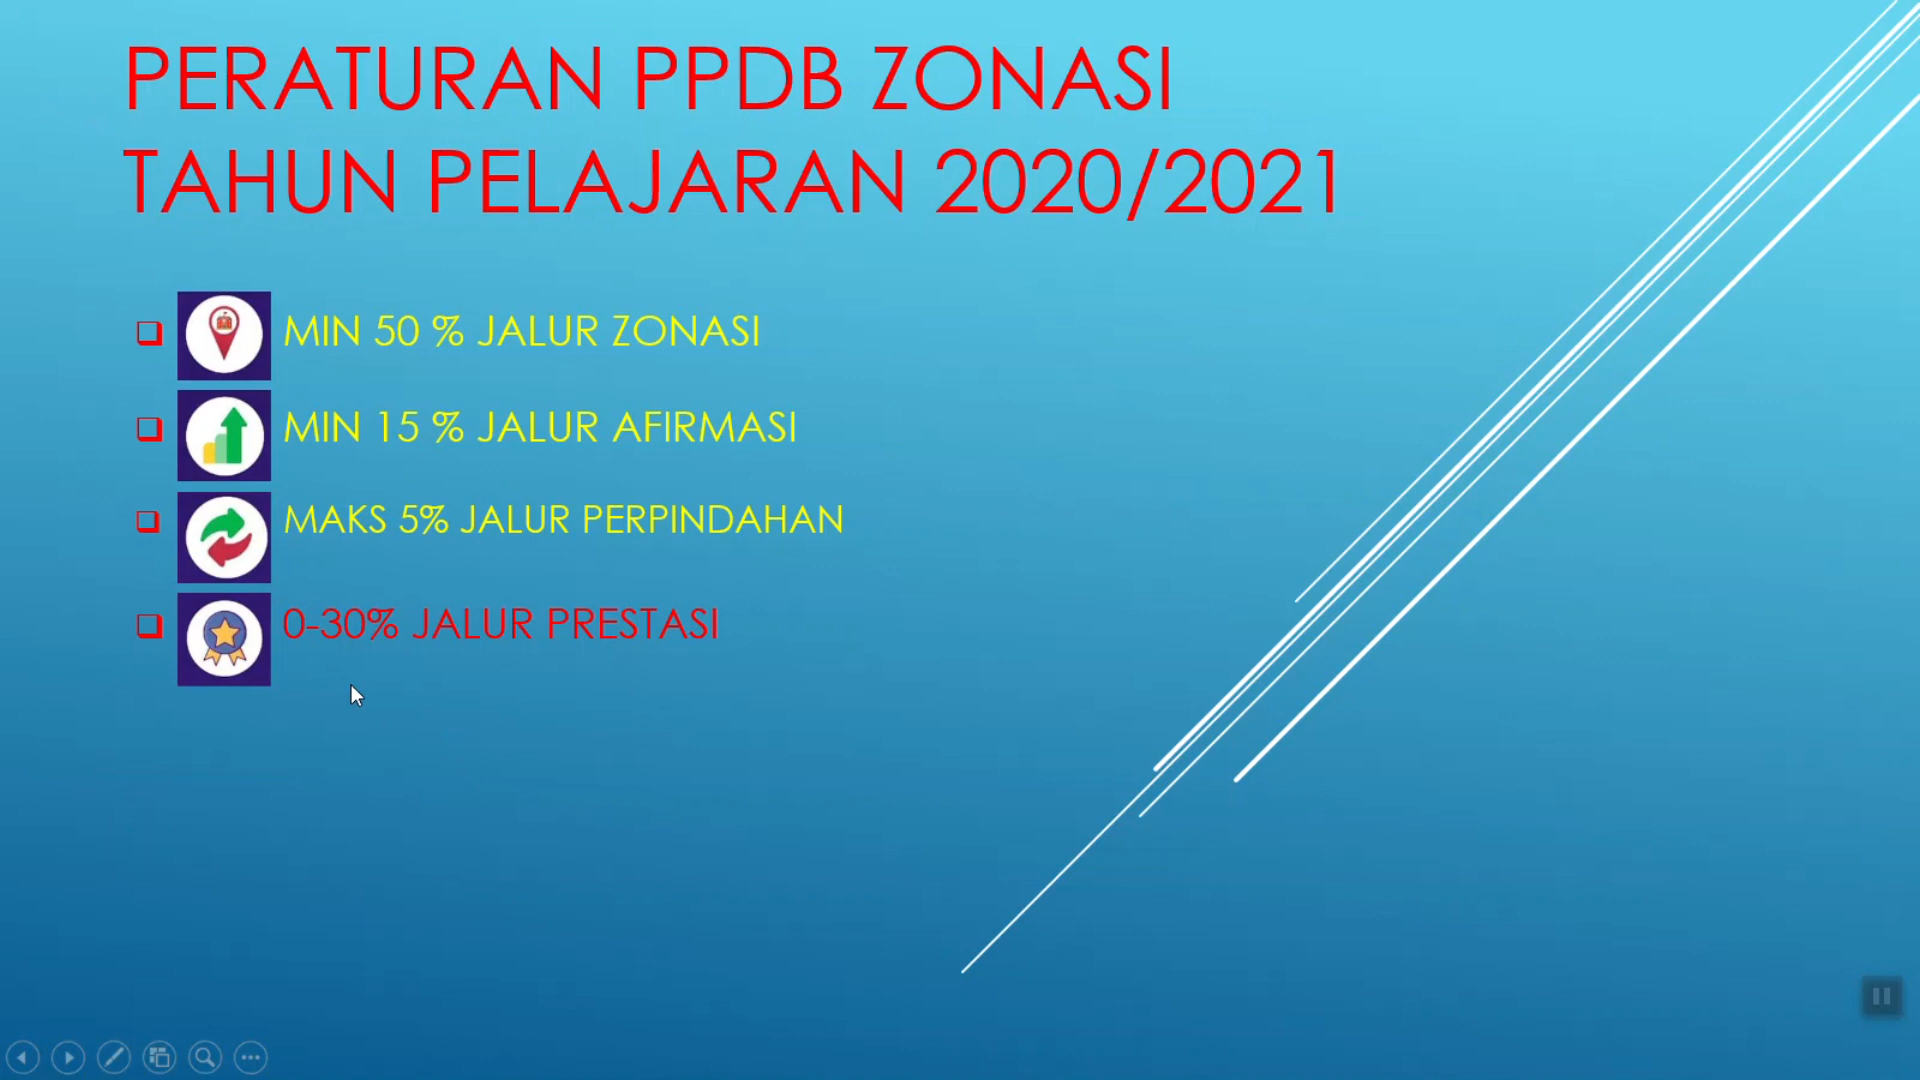 PERATURAN PPDB ZONASI
TAHUN PELAJARAN 2020/2021
MIN 50 % JALUR ZONASI
MIN 15 % JALUR AFIRMASI
MAKS 5% JALUR PERPINDAHAN
0-30% JALUR PRESTASI